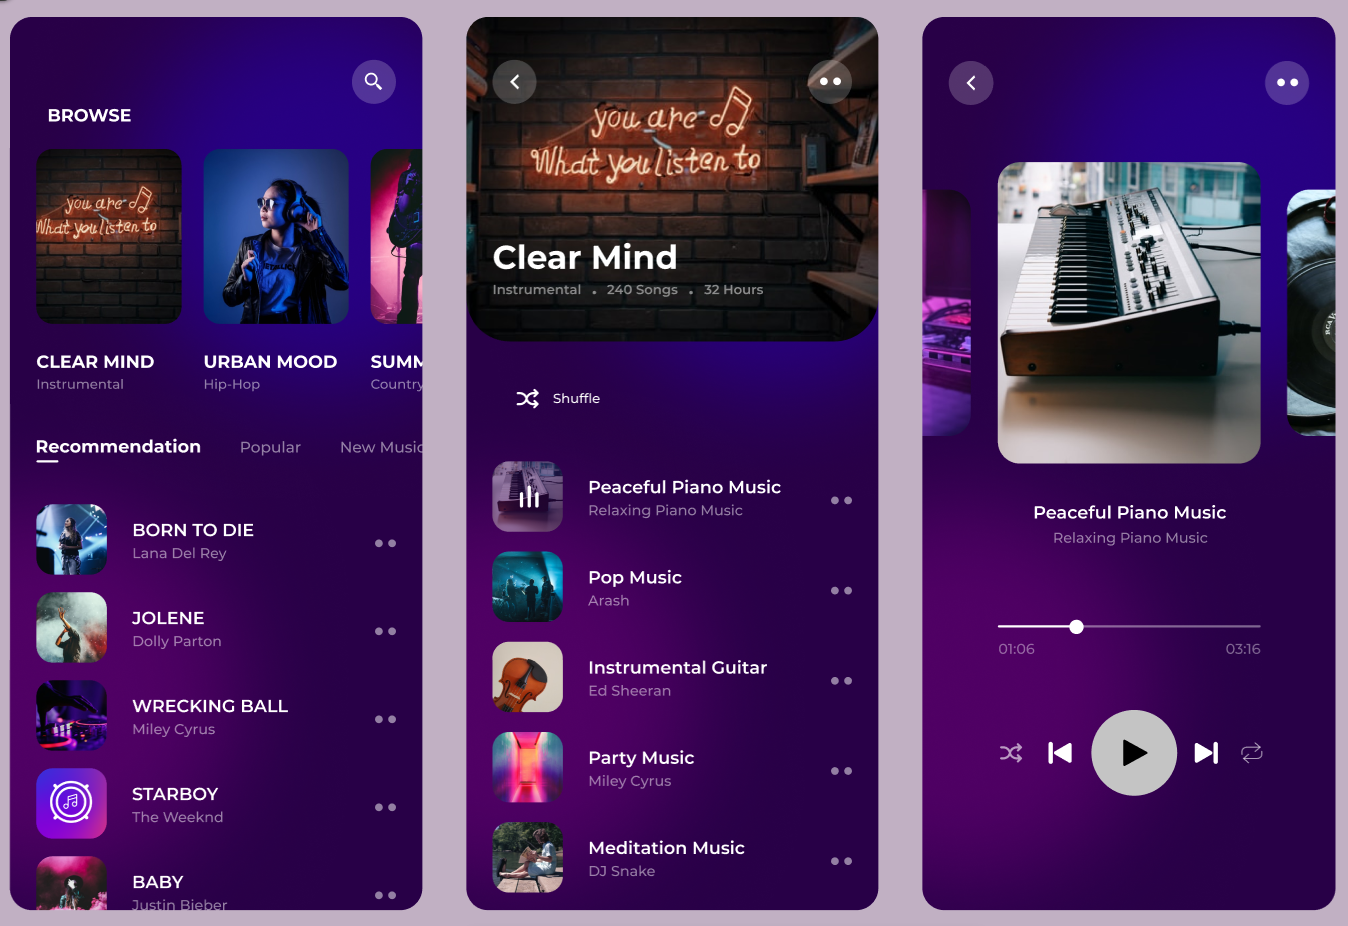 BROWSE
you are
What you listen to
CLEAR MIND
Instrumental
URBAN MOOD
Hip-Hop
SUMM
Country
Recommendation
Popular
New Music
BORN TO DIE
Lana Del Rey
JOLENE
Dolly Parton
WRECKING BALL
Miley Cyrus
STARBOY
The Weeknd
BABY
Justin Bieber
you are
What you listen to
Clear Mind
Instrumental . 240 Songs . 32 Hours
Shuffle
Peaceful Piano Music
Relaxing Piano Music
Pop Music
Arash
Instrumental Guitar
Ed Sheeran
Party Music
Miley Cyrus
Meditation Music
DJ Snake
Peaceful Piano Music
Relaxing Piano Music
01:06
03:16